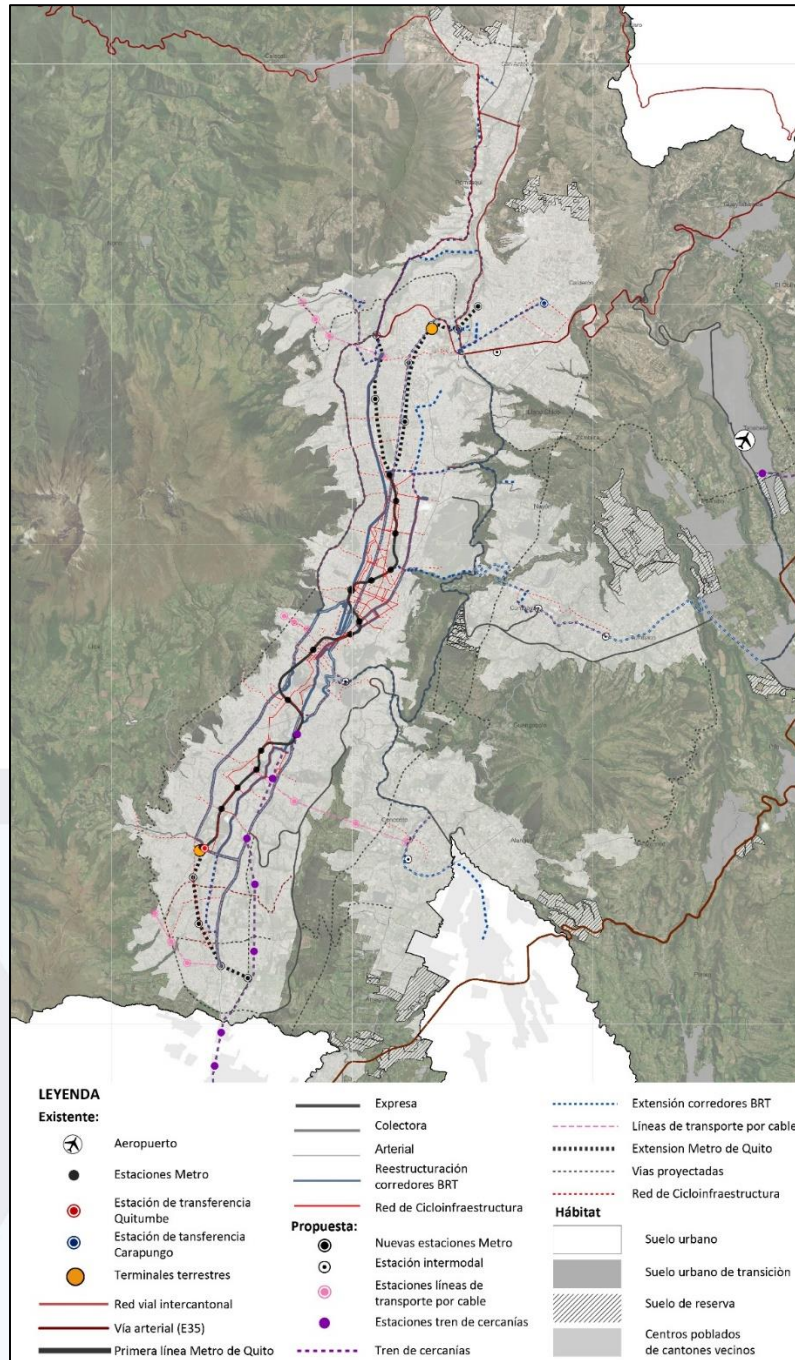 Calderón
LEYENDA
Existente:
Aeropuerto
Estaciones Metro
Estación de transferencia
Quitumbe
Estación de tansferencia
Carapungo
Terminales terrestres
Red vial intercantonal
Vía arterial (E35)
Primera línea Metro de Quito
Expresa
Colectora
Arterial
Reestructuración
corredores BRT
Red de Cicloinfraestructura
Propuesta:
Nuevas estaciones Metro
Estación intermodal
Estaciones líneas de
transporte por cable
Estaciones tren de cercanías
Tren de cercanías
Extensión corredores BRT
Líneas de transporte por cable
Extension Metro de Quito
Vias proyectadas
Red de Cicloinfraestructura
Hábitat
Suelo urbano
Suelo urbano de transiciòn
Suelo de reserva
Centros poblados
de cantones vecinos